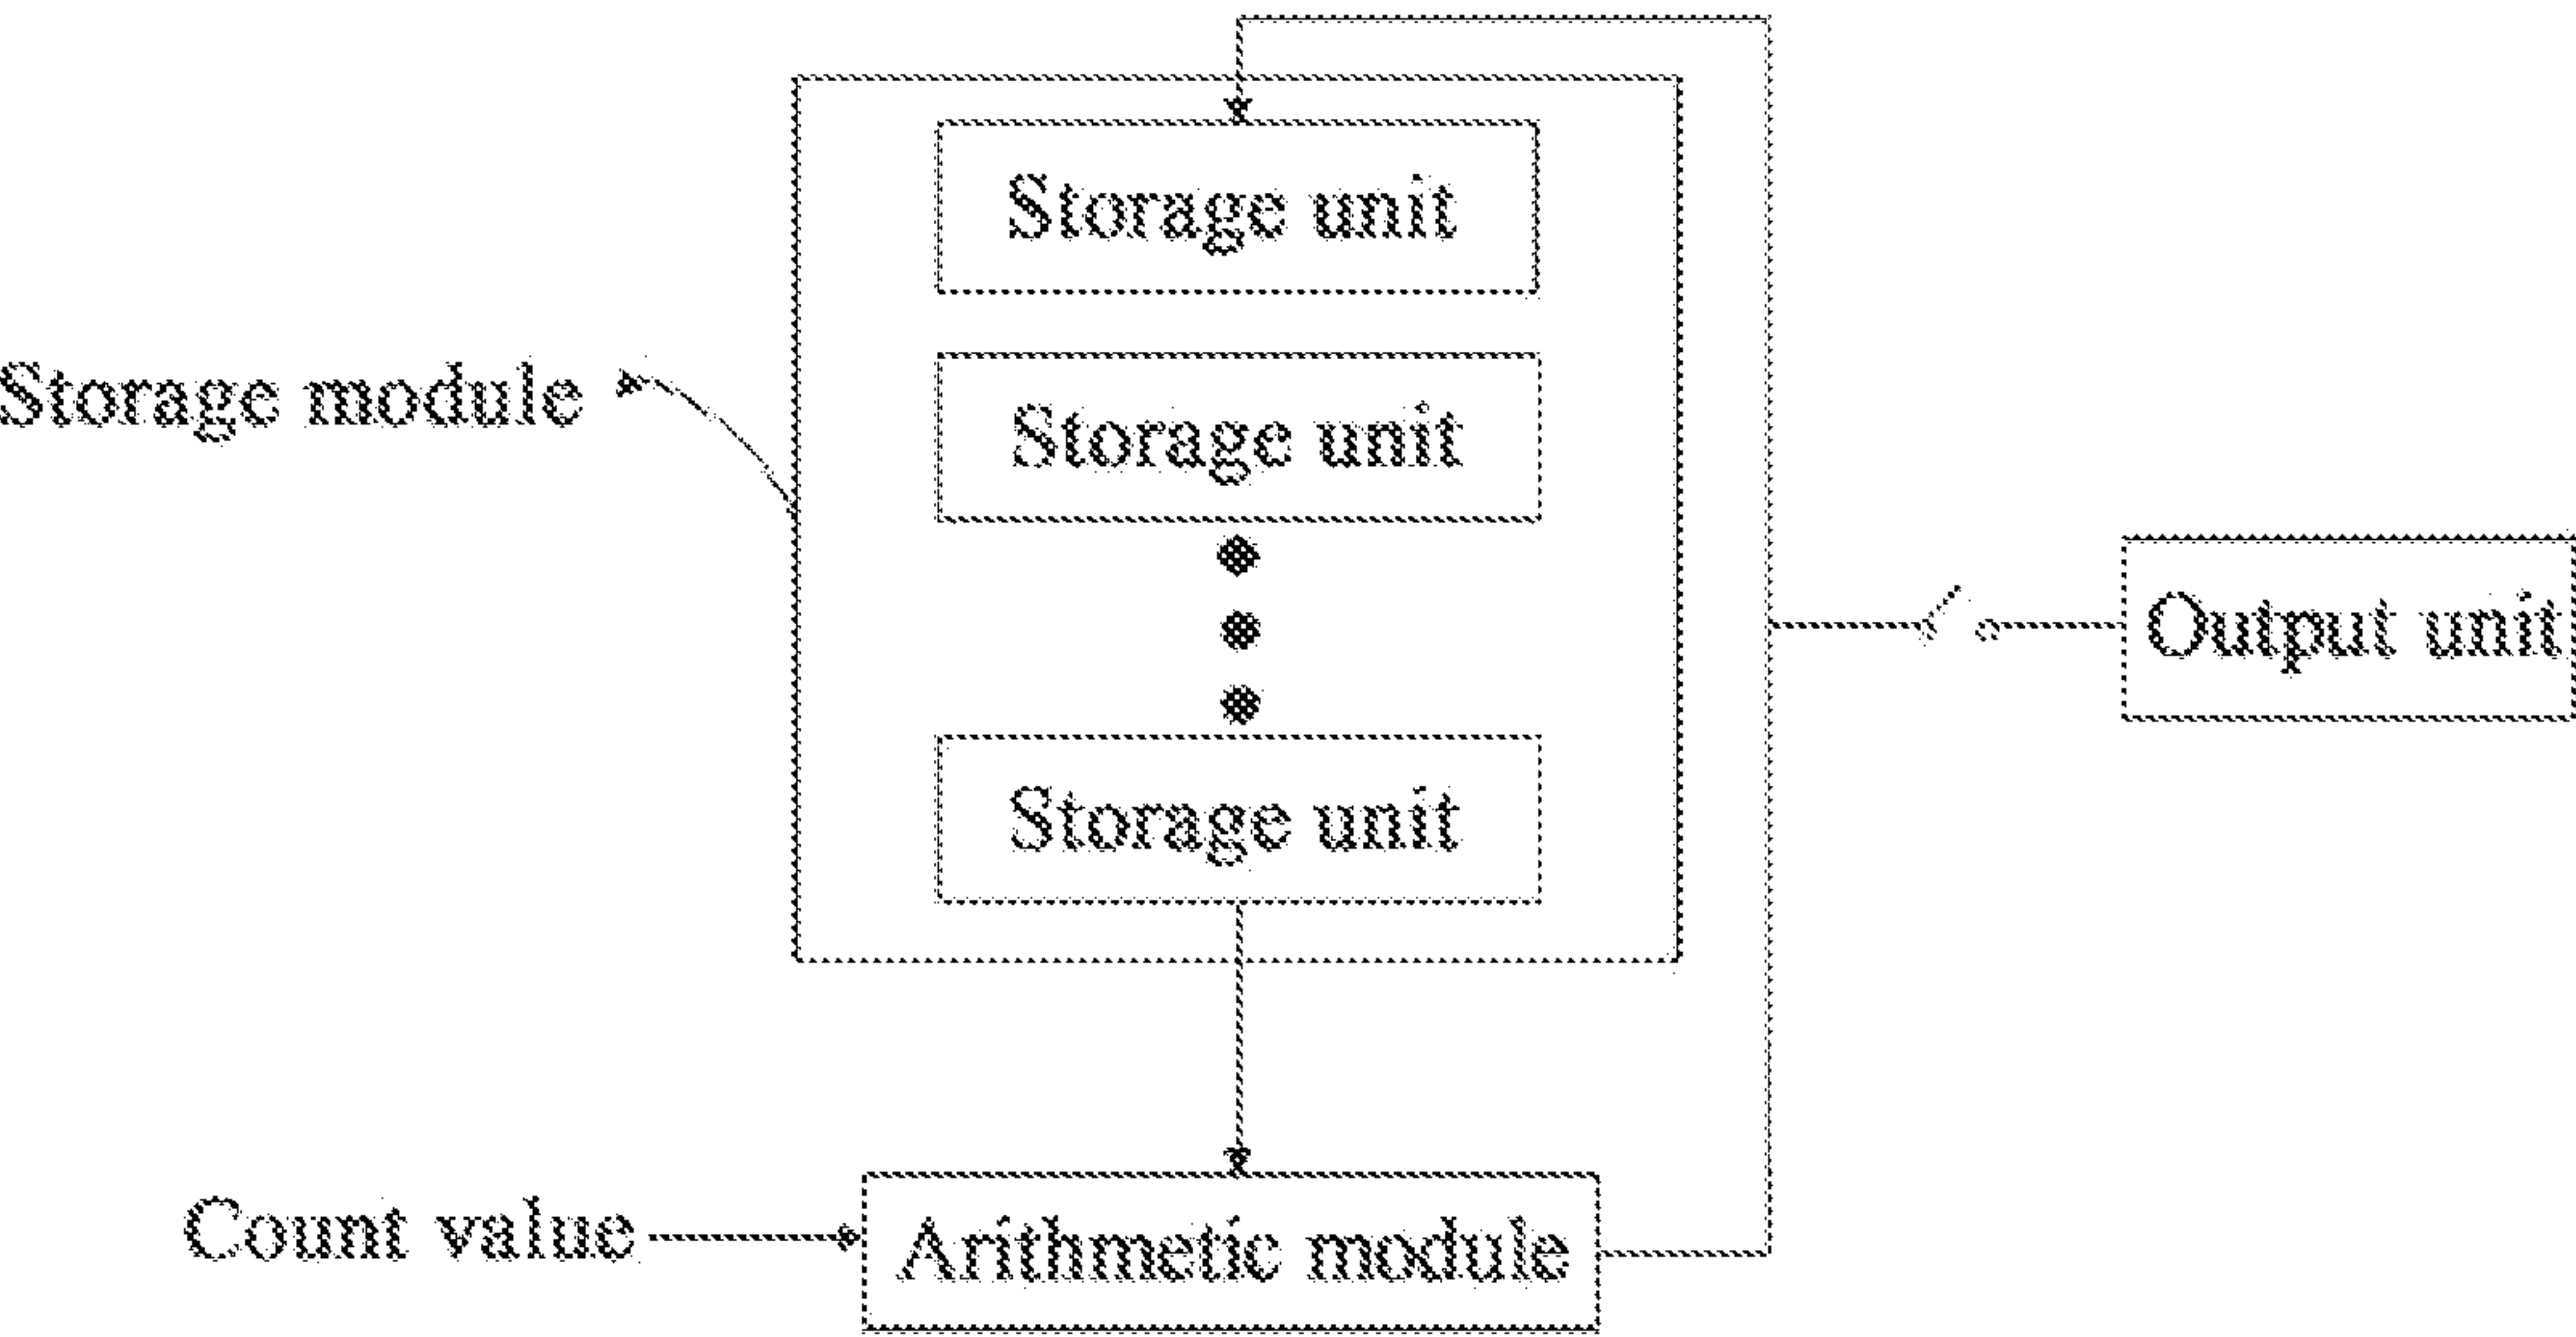 Storage unit
Storage module
Storage unit
Output unit
Storage unit
Count value
Arithmetic module